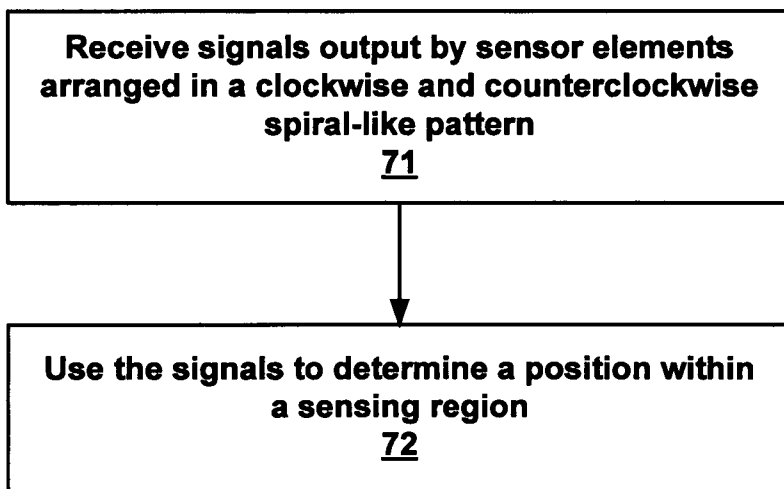 Receive signals output by sensor elements
arranged in a clockwise and counterclockwise
spiral-like pattern
71
Use the signals to determine a position within
a sensing region
72